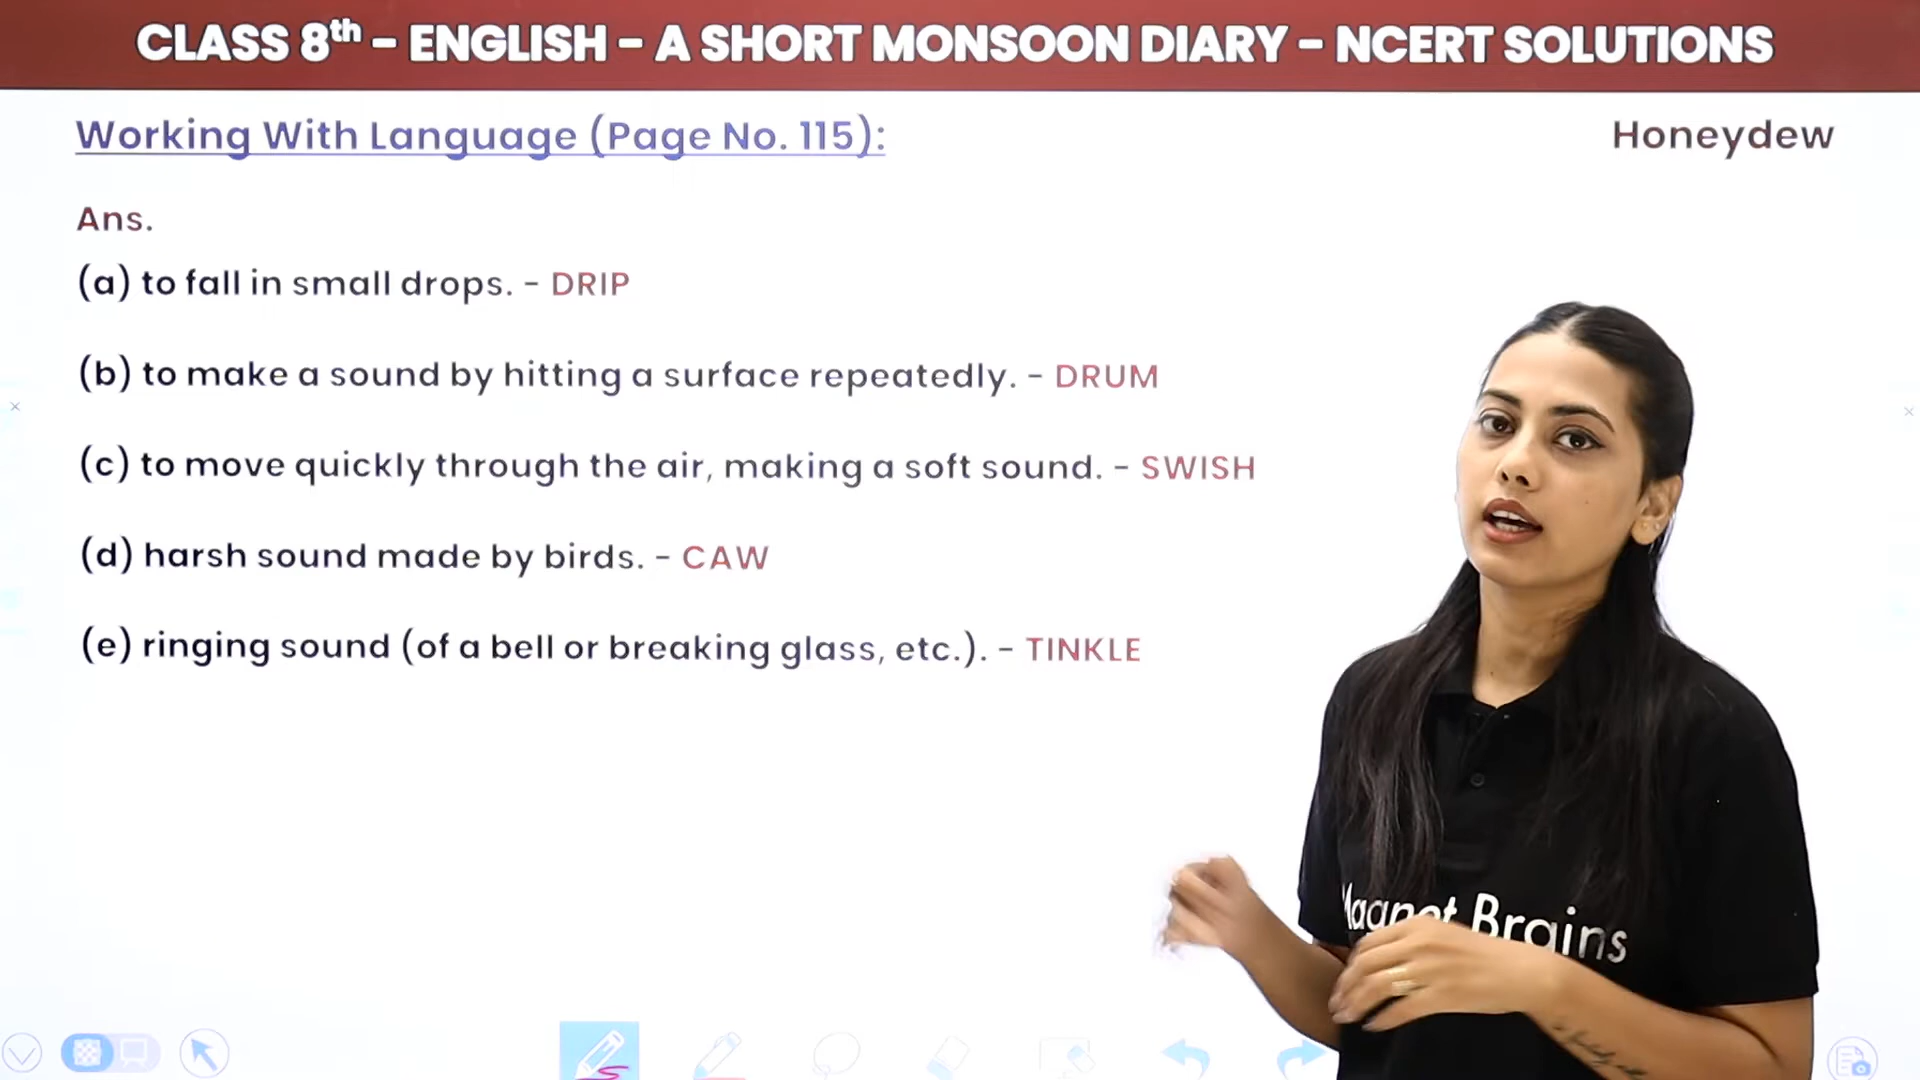 CLASS 8th – ENGLISH – A SHORT MONSOON DIARY – NCERT SOLUTIONS
Working With Language (Page No. 115):
Honeydew
Ans.
(a) to fall in small drops. - DRIP
(b) to make a sound by hitting a surface repeatedly. - DRUM
(c) to move quickly through the air, making a soft sound. - SWISH
(d) harsh sound made by birds. - CAW
(e) ringing sound (of a bell or breaking glass, etc.). - TINKLE
Magnet Brains